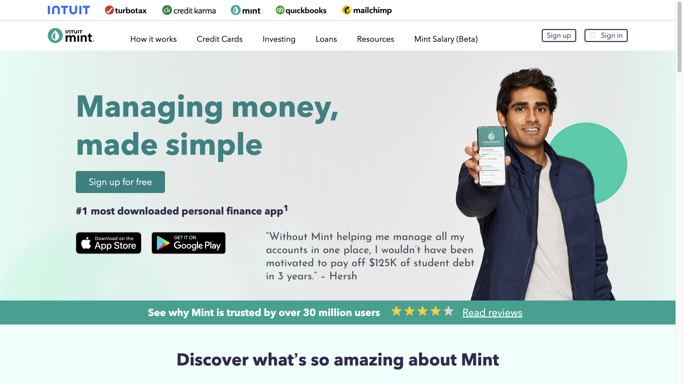 INTUIT
turbotax
ck creditkarma
mint
qb quickbooks
mailchimp
INTUIT
mint
How it works
Credit Cards
Investing
Loans
Resources
Mint Salary (Beta)
Sign up
Sign in
Managing money,
made simple
Sign up for free
#1 most downloaded personal finance app1
Download on the
App Store
GET IT ON
Google Play
"Without Mint helping me manage all my
accounts in one place, I wouldn't have been
motivated to pay off $125K of student debt
in 3 years." – Hersh
See why Mint is trusted by over 30 million users
Read reviews
Discover what's so amazing about Mint